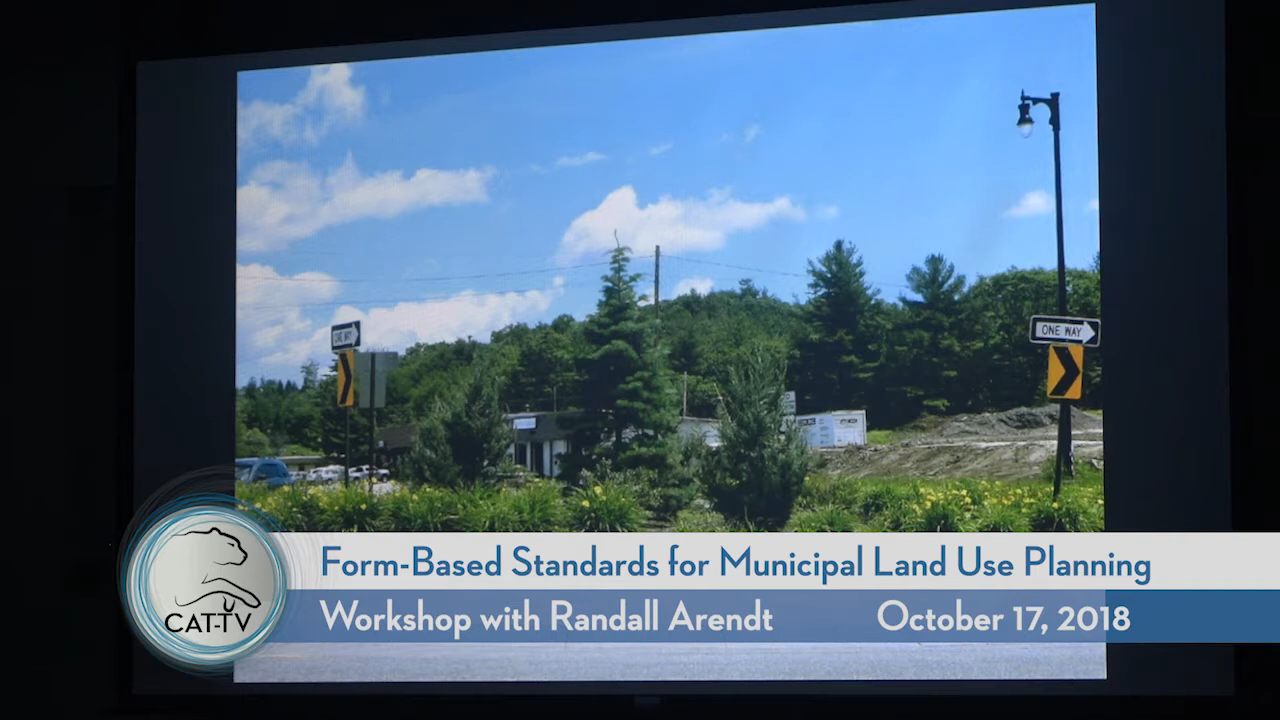 ONE WAY
ONE WAY
Form-Based Standards for Municipal Land Use Planning
Workshop with Randall Arendt October 17, 2018
CAT-TV